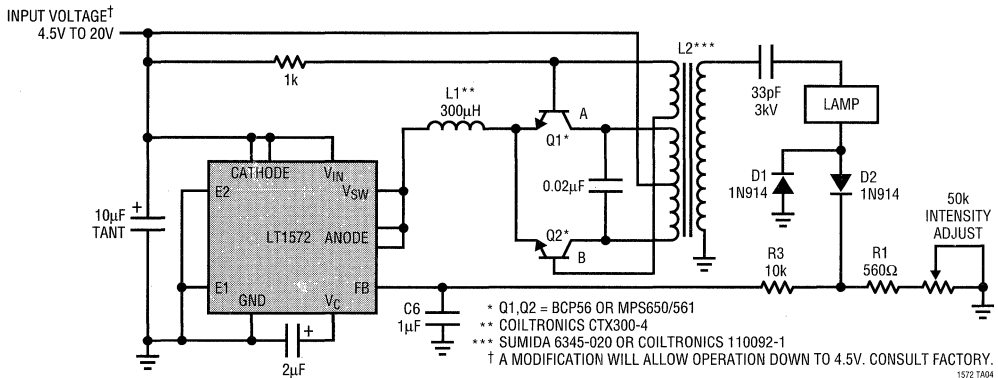 INPUT VOLTAGE†
4.5V TO 20V
1k
L1**
300µH
A
Q1*
L2***
33pF
3kV
LAMP
0.02µF
D1
1N914
D2
1N914
50k
INTENSITY
ADJUST
CATHODE
VIN
E2
VSW
10µF
TANT
+
LT1572
ANODE
Q2*
B
R3
10k
R1
560Ω
E1
GND
VC
FB
C6
1µF
+
2µF
* Q1,Q2 = BCP56 OR MPS650/561
** COILTRONICS CTX300-4
*** SUMIDA 6345-020 OR COILTRONICS 110092-1
† A MODIFICATION WILL ALLOW OPERATION DOWN TO 4.5V. CONSULT FACTORY.
1572 TA04